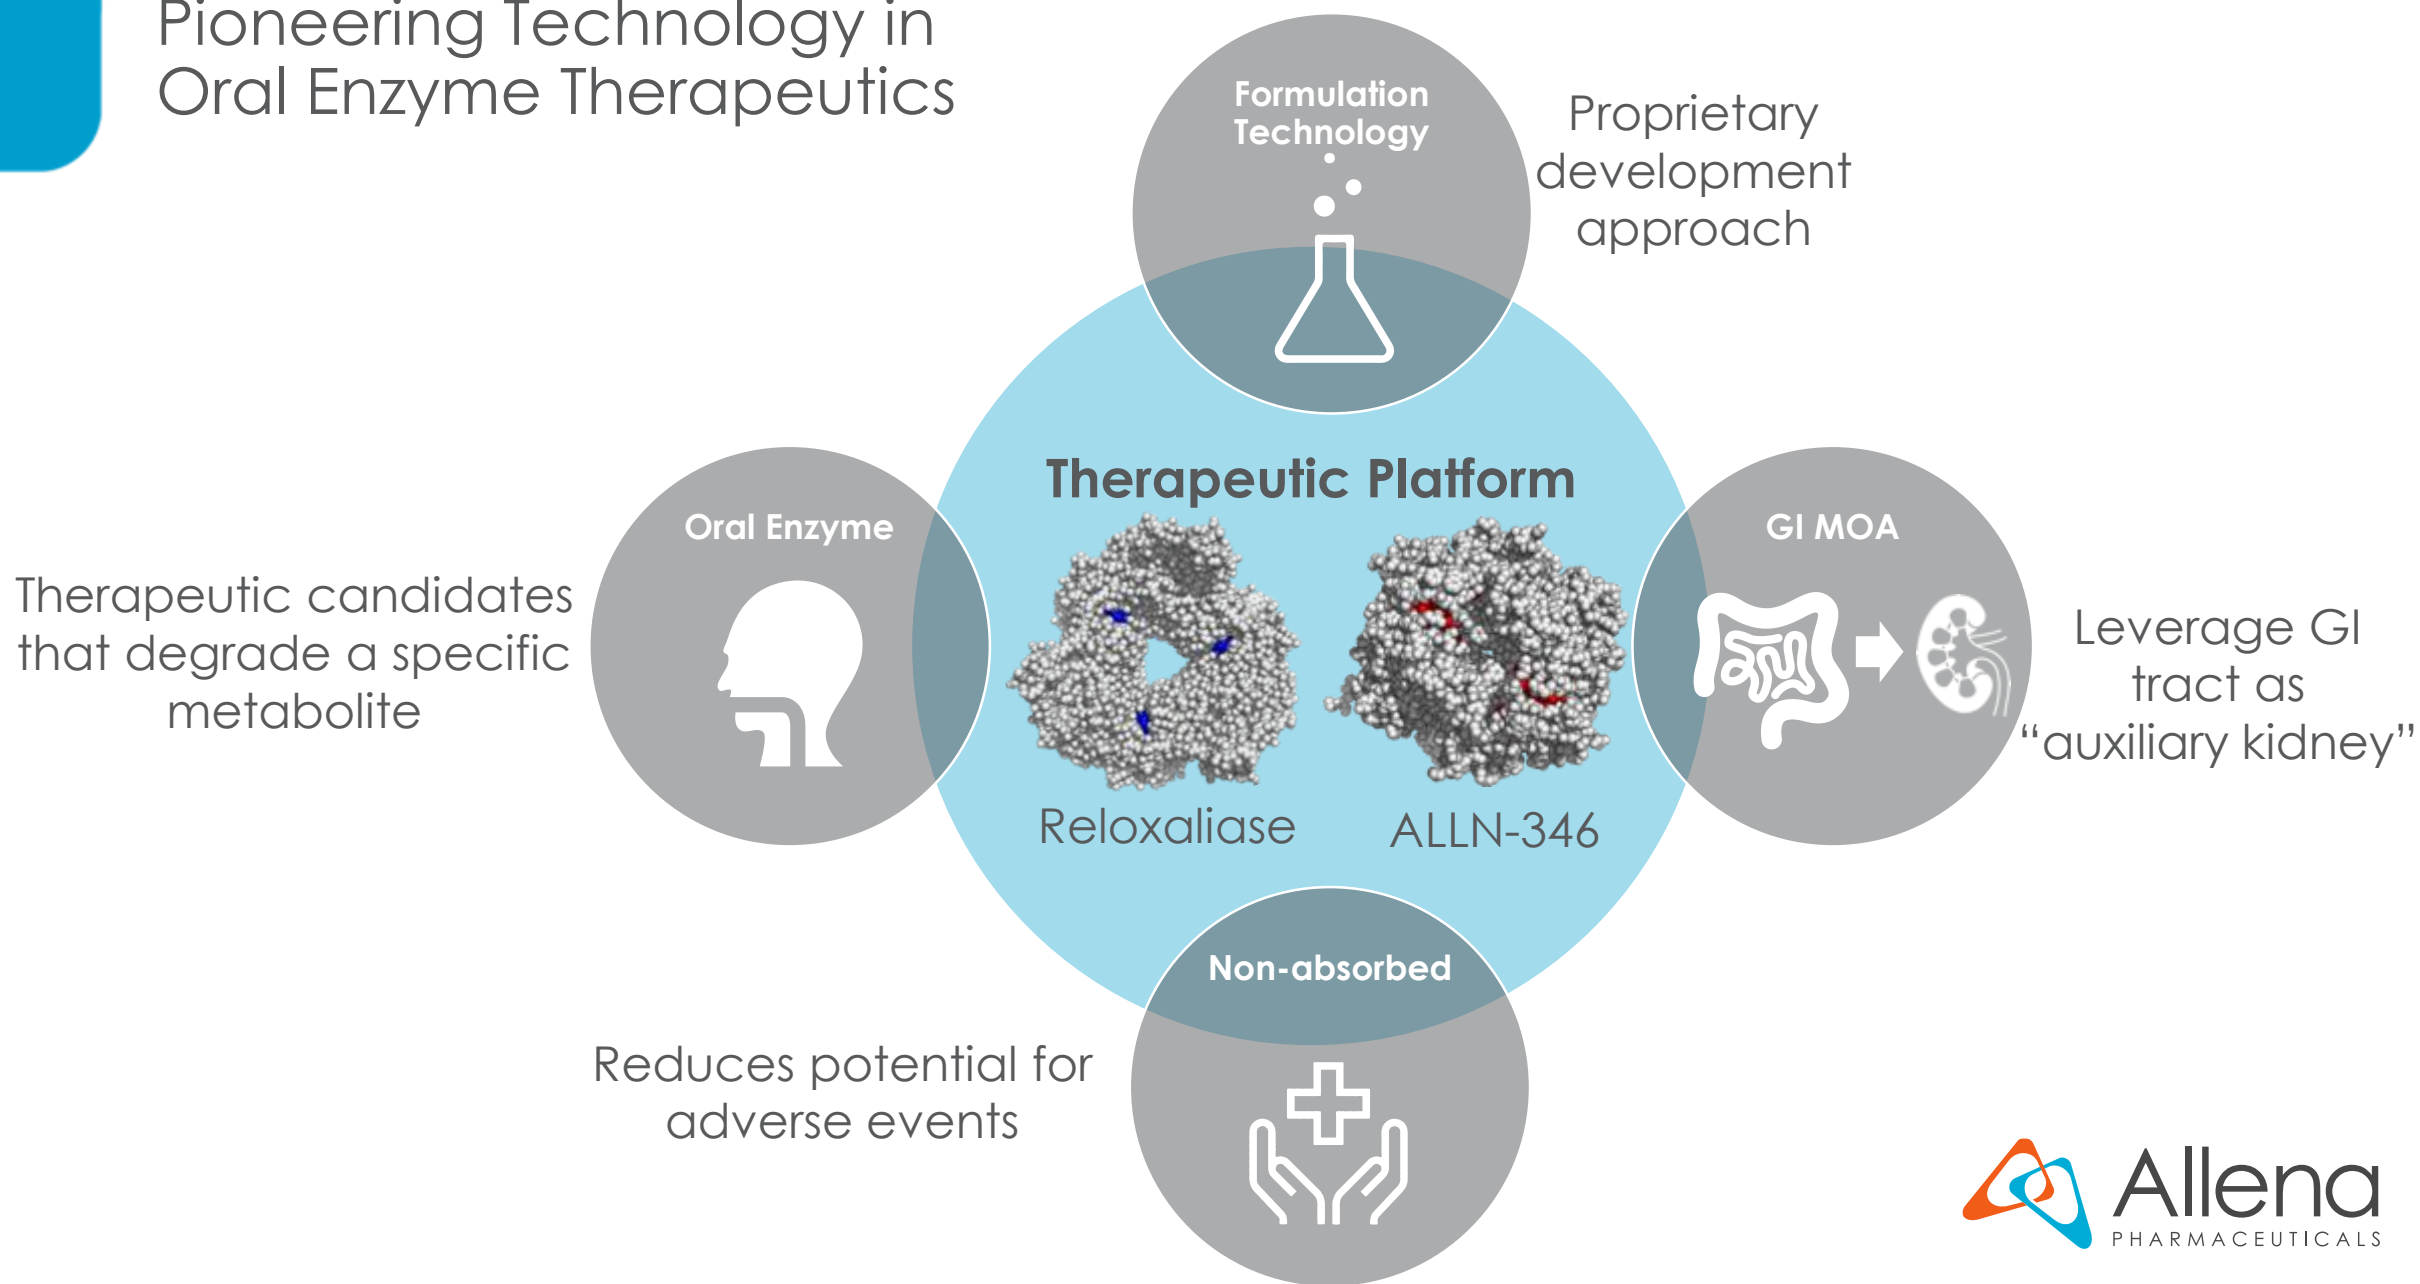 Pioneering Technology in
Oral Enzyme Therapeutics
Formulation
Technology
Proprietary
development
approach
Therapeutic Platform
Oral Enzyme
GI MOA
Therapeutic candidates
that degrade a specific
metabolite
Leverage GI
tract as
“auxiliary kidney”
Reloxaliase
ALLN-346
Non-absorbed
Reduces potential for
adverse events
Allena
PHARMACEUTICALS